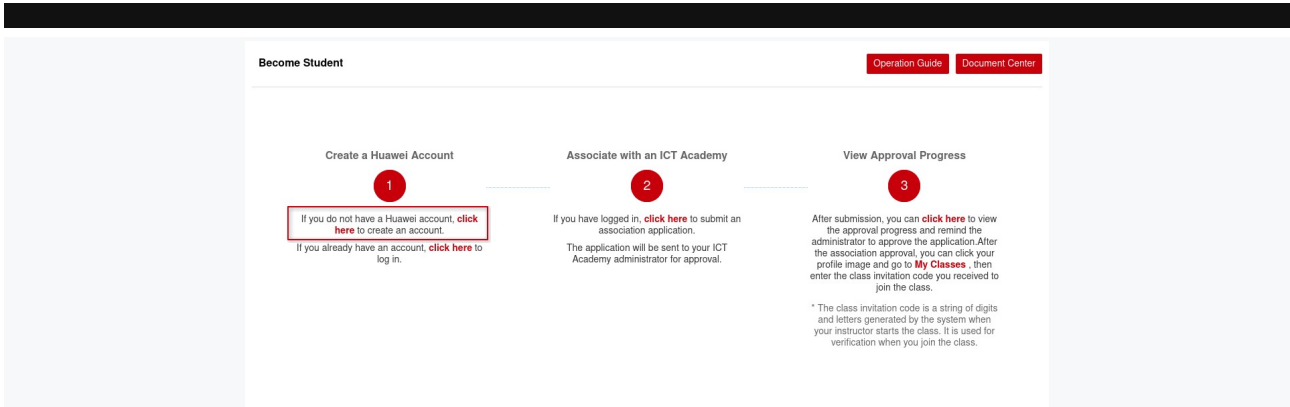 Become Student
Operation Guide
Document Center
Create a Huawei Account
1
If you do not have a Huawei account, click
here to create an account.
If you already have an account, click here to
log in.
Associate with an ICT Academy
2
If you have logged in, click here to submit an
association application.
The application will be sent to your ICT
Academy administrator for approval.
View Approval Progress
3
After submission, you can click here to view
the approval progress and remind the
administrator to approve the application.After
the association approval, you can click your
profile image and go to My Classes , then
enter the class invitation code you received to
join the class.
* The class invitation code is a string of digits
and letters generated by the system when
your instructor starts the class. It is used for
verification when you join the class.